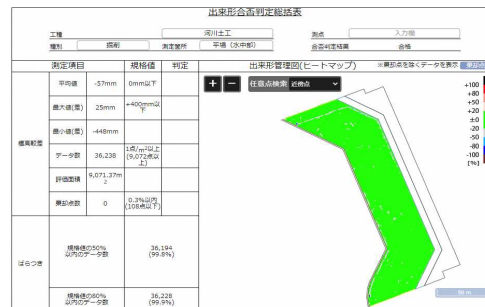 出来形合否判定総括表
工種 河川土工 測点 入力欄
種別 掘削 測定箇所 平場（水中部） 合否判定結果 合格
測定項目 規格値 判定 出来形管理図(ヒートマップ) ※棄却点を除くデータを表示
+ − 任意点検索 近傍点
標高較差
平均値 -57mm 0mm以下
最大値(差) 25mm +400mm以下
最小値(差) -448mm
データ数 36,238 1点/m²以上(9,072点以上)
評価面積 9,071.37m2
棄却点数 0 0.3%以内(108点以下)
ばらつき
規格値の50%以内のデータ数 36,194(99.8%)
規格値の80%以内のデータ数 36,228(99.9%)
+100
+80
+50
+20
±0
-20
-50
-80
-100
[%]
50 m